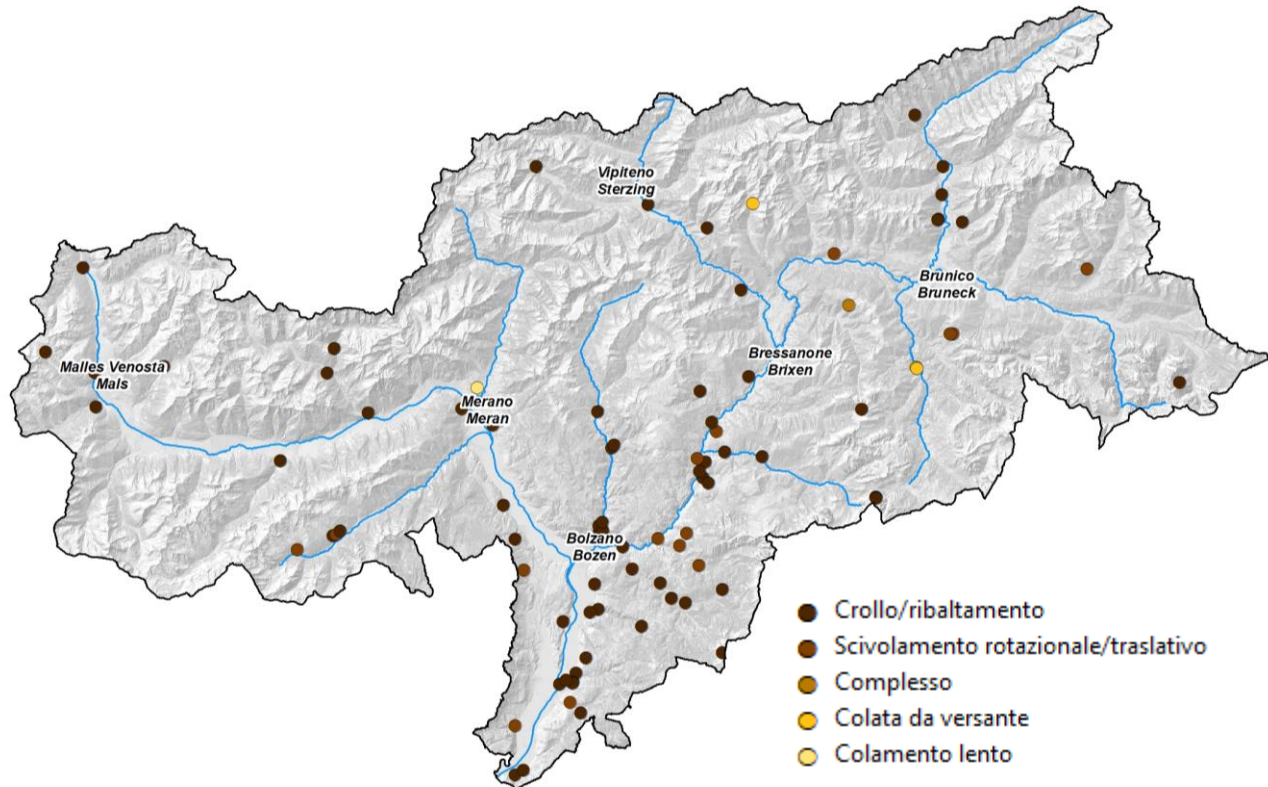 Vipiteno
Sterzing
Brunico
Bruneck
Bressanone
Brixen
Malles Venosta
Mals
Merano
Meran
Bolzano
Bozen
Crollo/ribaltamento
Scivolamento rotazionale/traslativo
Complesso
Colata da versante
Colamento lento